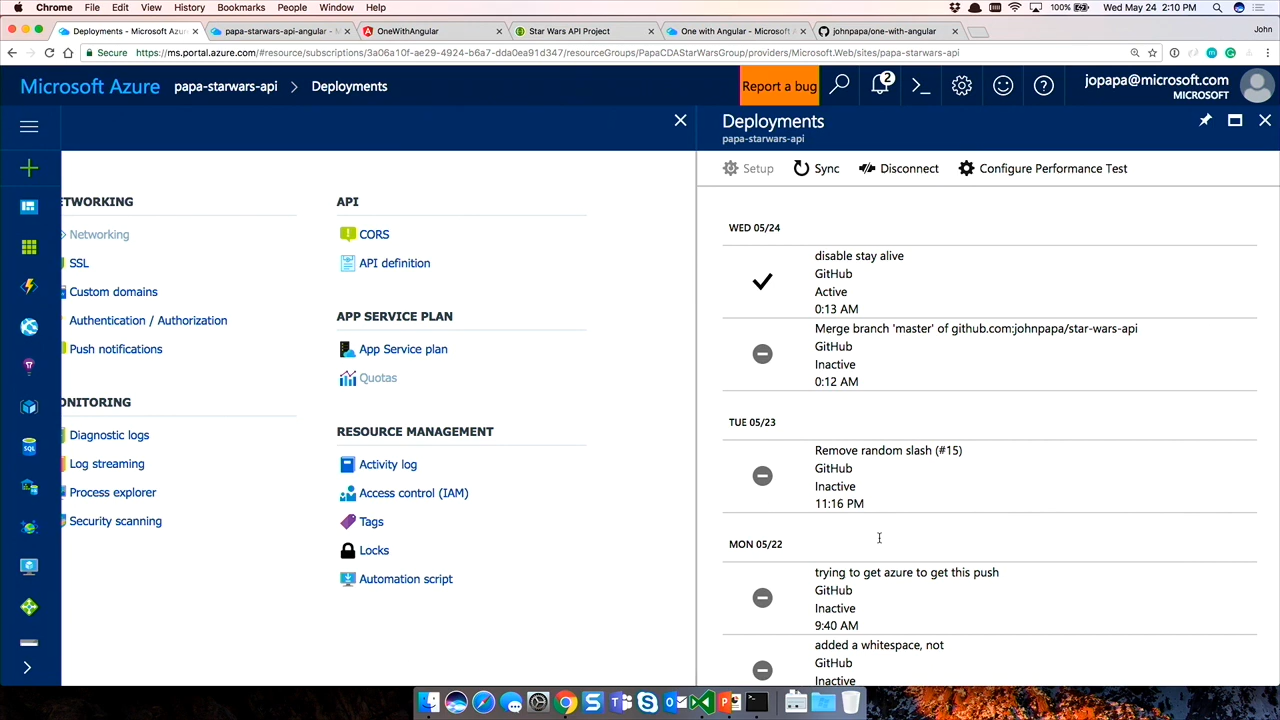 Chrome File Edit View History Bookmarks People Window Help
100% Wed May 24 2:10 PM
Deployments - Microsoft Azure
papa-starwars-api-angular -
OneWithAngular
Star Wars API Project
One with Angular - Microsoft
johnpapa/one-with-angular
John
Secure https://ms.portal.azure.com/#resource/subscriptions/3a06a10f-ae29-4924-b6a7-dda0ea91d347/resourceGroups/PapaCDAStarWarsGroup/providers/Microsoft.Web/sites/papa-starwars-api
Microsoft Azure papa-starwars-api > Deployments
Report a bug
2
jopapa@microsoft.com
MICROSOFT
Deployments
papa-starwars-api
Setup Sync Disconnect Configure Performance Test
ETWORKING
Networking
SSL
Custom domains
Authentication / Authorization
Push notifications
ONITORING
Diagnostic logs
Log streaming
Process explorer
Security scanning
API
CORS
API definition
APP SERVICE PLAN
App Service plan
Quotas
RESOURCE MANAGEMENT
Activity log
Access control (IAM)
Tags
Locks
Automation script
SQL
WED 05/24
disable stay alive
GitHub
Active
0:13 AM
Merge branch 'master' of github.com:johnpapa/star-wars-api
GitHub
Inactive
0:12 AM
TUE 05/23
Remove random slash (#15)
GitHub
Inactive
11:16 PM
MON 05/22
trying to get azure to get this push
GitHub
Inactive
9:40 AM
added a whitespace, not
GitHub
Inactive